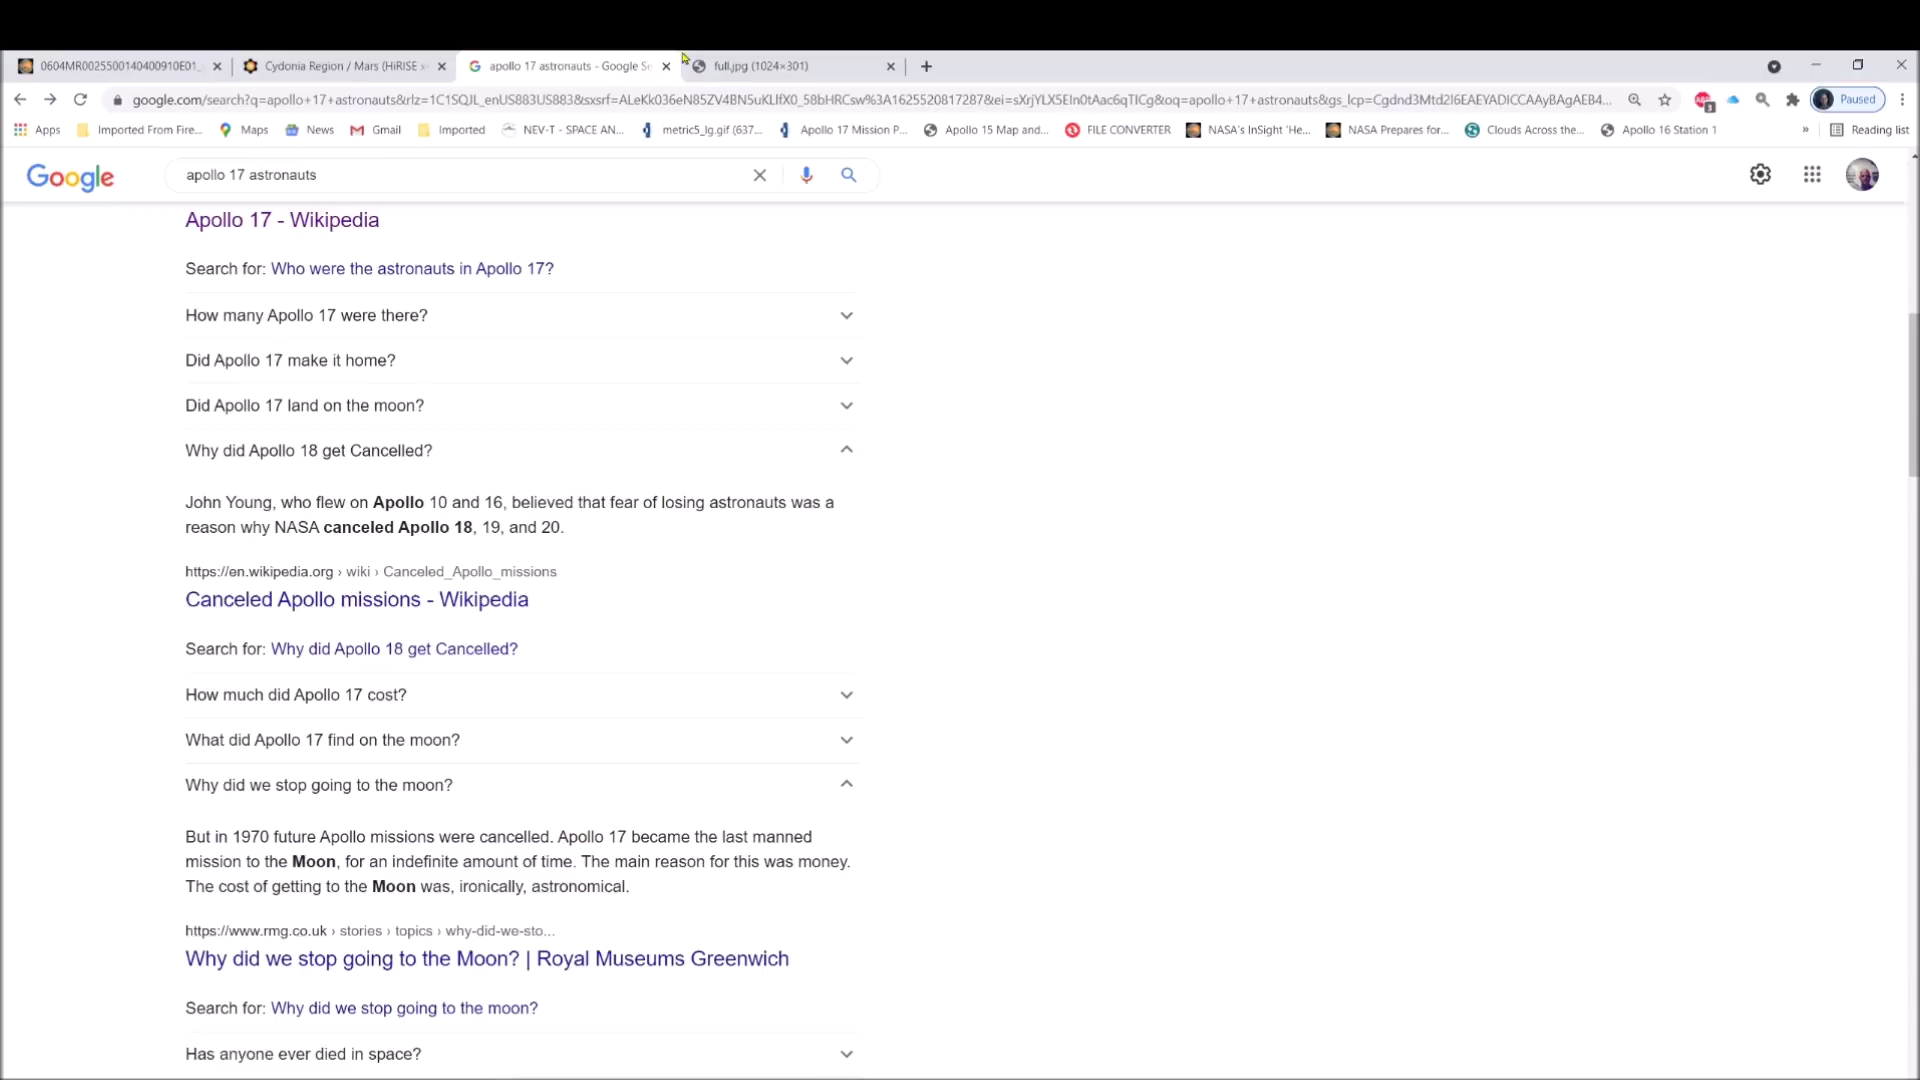 0604MR0025500140400910E01_
Cydonia Region / Mars (HiRISE x
apollo 17 astronauts - Google Se
full.jpg (1024×301)
google.com/search?q=apollo+17+astronauts&rlz=1C1SQJL_enUS883US883&sxsrf=ALeKk036eN85ZV4BN5uKLIfX0_58bHRCsw%3A1625520817287&ei=sXrjYLX5EIn0tAac6qTICg&oq=apollo+17+astronauts&gs_lcp=Cgdnd3Mtd2l6EAEYADICCAAyBAgAEB4...
Paused
Apps
Imported From Fire...
Maps
News
Gmail
Imported
NEV-T - SPACE AN...
metric5_lg.gif (637...
Apollo 17 Mission P...
Apollo 15 Map and...
FILE CONVERTER
NASA's InSight 'He...
NASA Prepares for...
Clouds Across the...
Apollo 16 Station 1
»
Reading list
Google
apollo 17 astronauts
Apollo 17 - Wikipedia
Search for: Who were the astronauts in Apollo 17?
How many Apollo 17 were there?
Did Apollo 17 make it home?
Did Apollo 17 land on the moon?
Why did Apollo 18 get Cancelled?
John Young, who flew on Apollo 10 and 16, believed that fear of losing astronauts was a
reason why NASA canceled Apollo 18, 19, and 20.
https://en.wikipedia.org › wiki › Canceled_Apollo_missions
Canceled Apollo missions - Wikipedia
Search for: Why did Apollo 18 get Cancelled?
How much did Apollo 17 cost?
What did Apollo 17 find on the moon?
Why did we stop going to the moon?
But in 1970 future Apollo missions were cancelled. Apollo 17 became the last manned
mission to the Moon, for an indefinite amount of time. The main reason for this was money.
The cost of getting to the Moon was, ironically, astronomical.
https://www.rmg.co.uk › stories › topics › why-did-we-sto...
Why did we stop going to the Moon? | Royal Museums Greenwich
Search for: Why did we stop going to the moon?
Has anyone ever died in space?